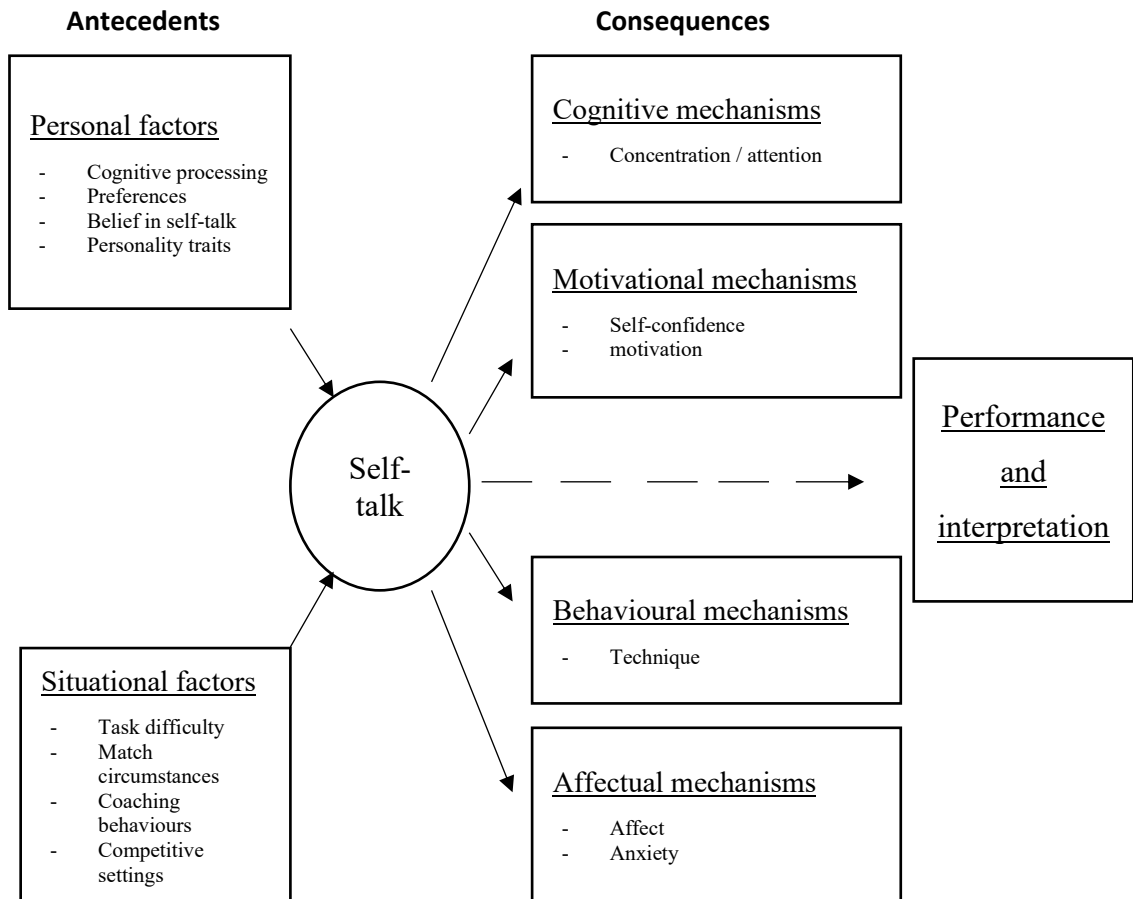 Antecedents
Personal factors
- Cognitive processing
- Preferences
- Belief in self-talk
- Personality traits
Situational factors
- Task difficulty
- Match
circumstances
- Coaching
behaviours
- Competitive
settings
Self-
talk
Consequences
Cognitive mechanisms
- Concentration / attention
Motivational mechanisms
- Self-confidence
- motivation
Behavioural mechanisms
- Technique
Affectual mechanisms
- Affect
- Anxiety
Performance
and
interpretation